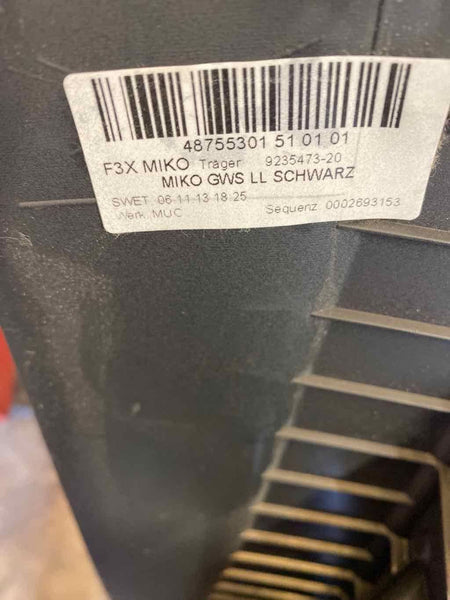 48755301 51 01 01
F3X MIKO Träger 9235473-20
MIKO GWS LL SCHWARZ
SWET 06 11 13 18 25
Werk MUC Sequenz 0002693153